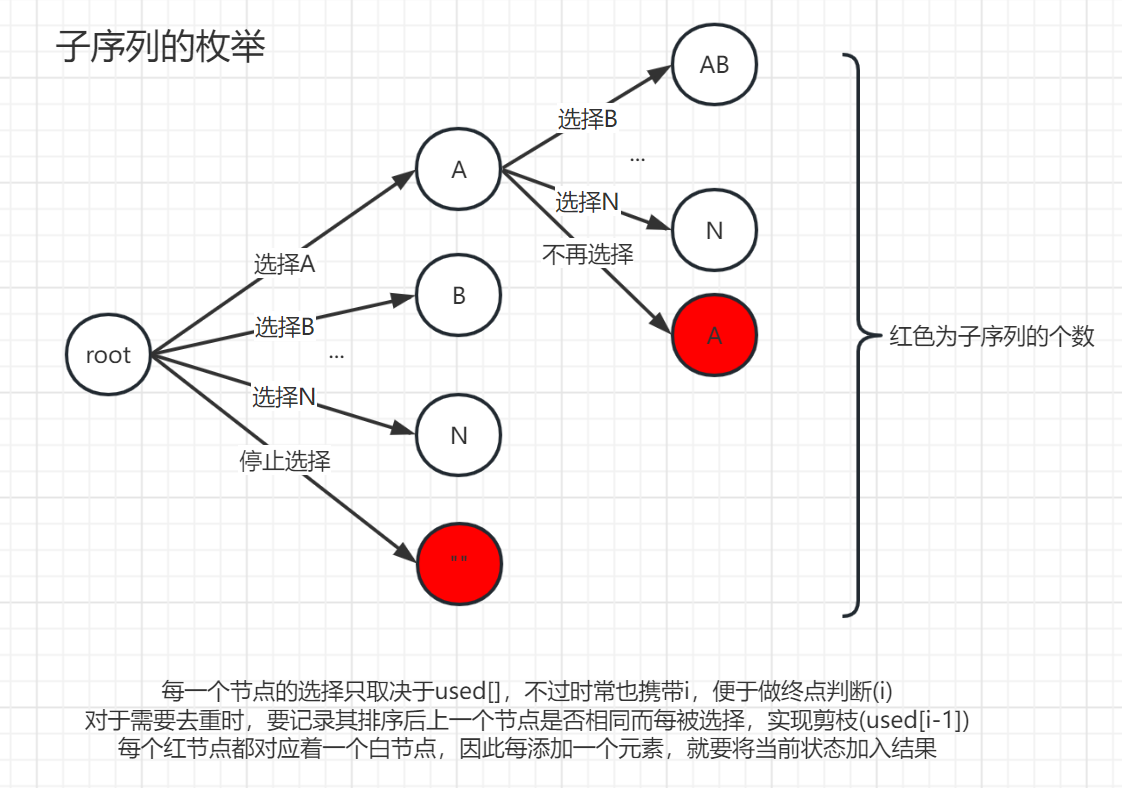 子序列的枚举
AB
选择B
...
A
选择N
N
不再选择
选择A
B
A
选择B
红色为子序列的个数
root
...
选择N
N
停止选择
""
每一个节点的选择只取决于used[]，不过时常也携带i，便于做终点判断(i)
对于需要去重时，要记录其排序后上一个节点是否相同而每被选择，实现剪枝(used[i-1])
每个红节点都对应着一个白节点，因此每添加一个元素，就要将当前状态加入结果